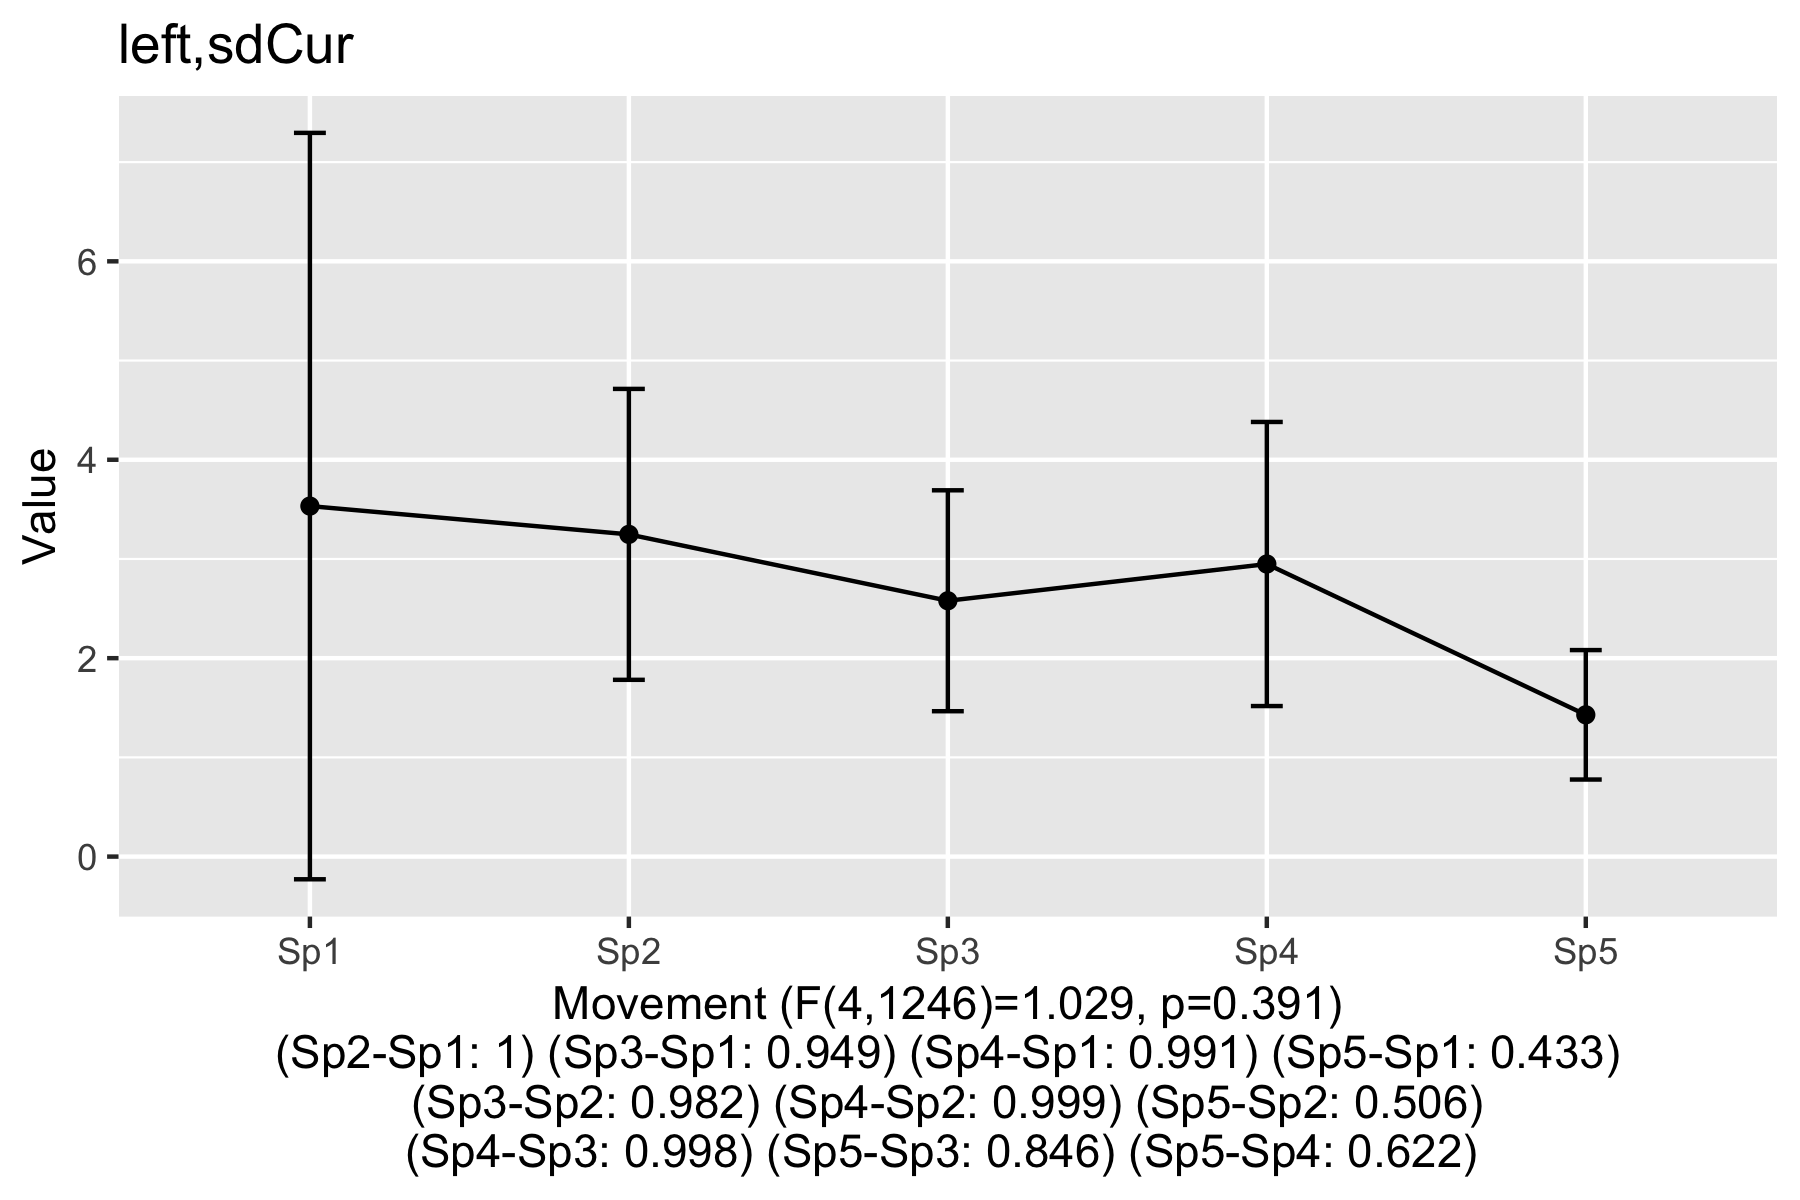 left,sdCur
Value
6
4
2
0
Sp1 Sp2 Sp3 Sp4 Sp5
Movement (F(4,1246)=1.029, p=0.391)
(Sp2-Sp1: 1) (Sp3-Sp1: 0.949) (Sp4-Sp1: 0.991) (Sp5-Sp1: 0.433)
(Sp3-Sp2: 0.982) (Sp4-Sp2: 0.999) (Sp5-Sp2: 0.506)
(Sp4-Sp3: 0.998) (Sp5-Sp3: 0.846) (Sp5-Sp4: 0.622)